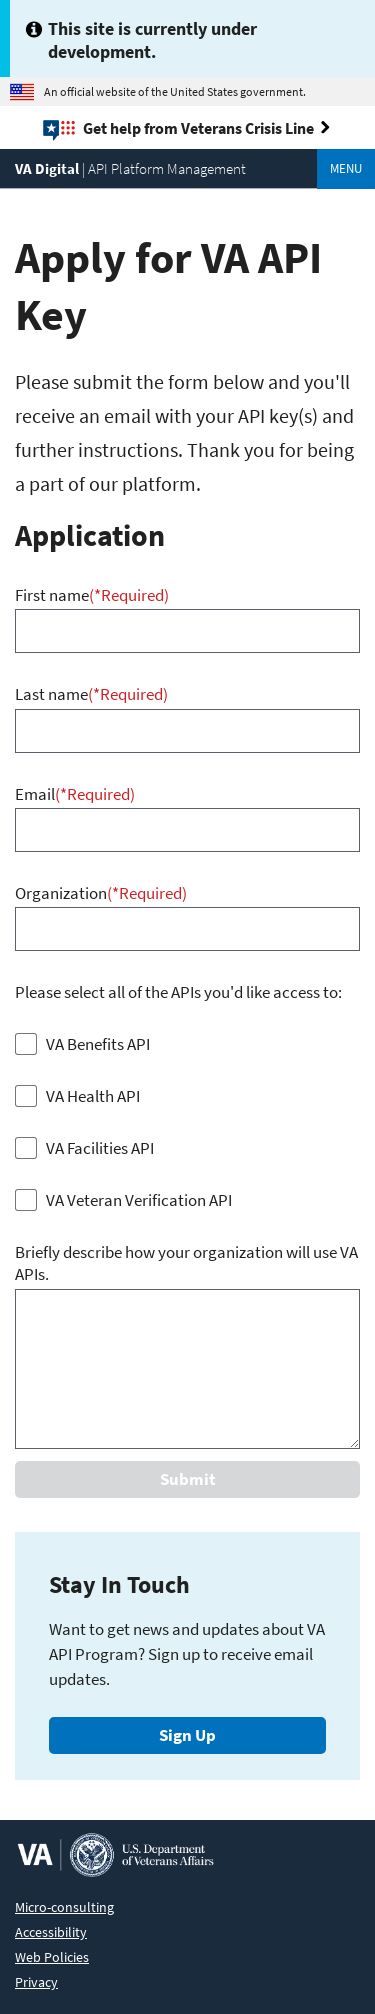 This site is currently under
development.
An official website of the United States government.
Get help from Veterans Crisis Line
VA Digital | API Platform Management
MENU
Apply for VA API
Key
Please submit the form below and you'll
receive an email with your API key(s) and
further instructions. Thank you for being
a part of our platform.
Application
First name(*Required)
Last name(*Required)
Email(*Required)
Organization(*Required)
Please select all of the APIs you'd like access to:
VA Benefits API
VA Health API
VA Facilities API
VA Veteran Verification API
Briefly describe how your organization will use VA
APIs.
Submit
Stay In Touch
Want to get news and updates about VA
API Program? Sign up to receive email
updates.
Sign Up
VA
U.S. Department
of Veterans Affairs
Micro-consulting
Accessibility
Web Policies
Privacy